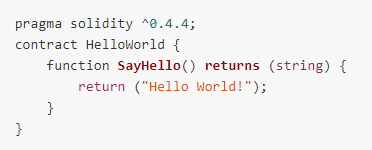 pragma solidity ^0.4.4;
contract HelloWorld {
    function SayHello() returns (string) {
        return ("Hello World!");
    }
}